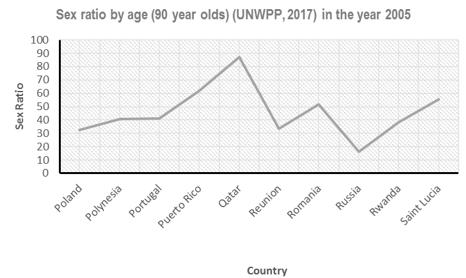 Sex ratio by age (90 year olds) (UNWPP, 2017) in the year 2005
100
90
80
70
60
50
40
30
20
10
0
Sex Ratio
Poland
Polynesia
Portugal
Puerto Rico
Qatar
Reunion
Romania
Russia
Rwanda
Saint Lucia
Country